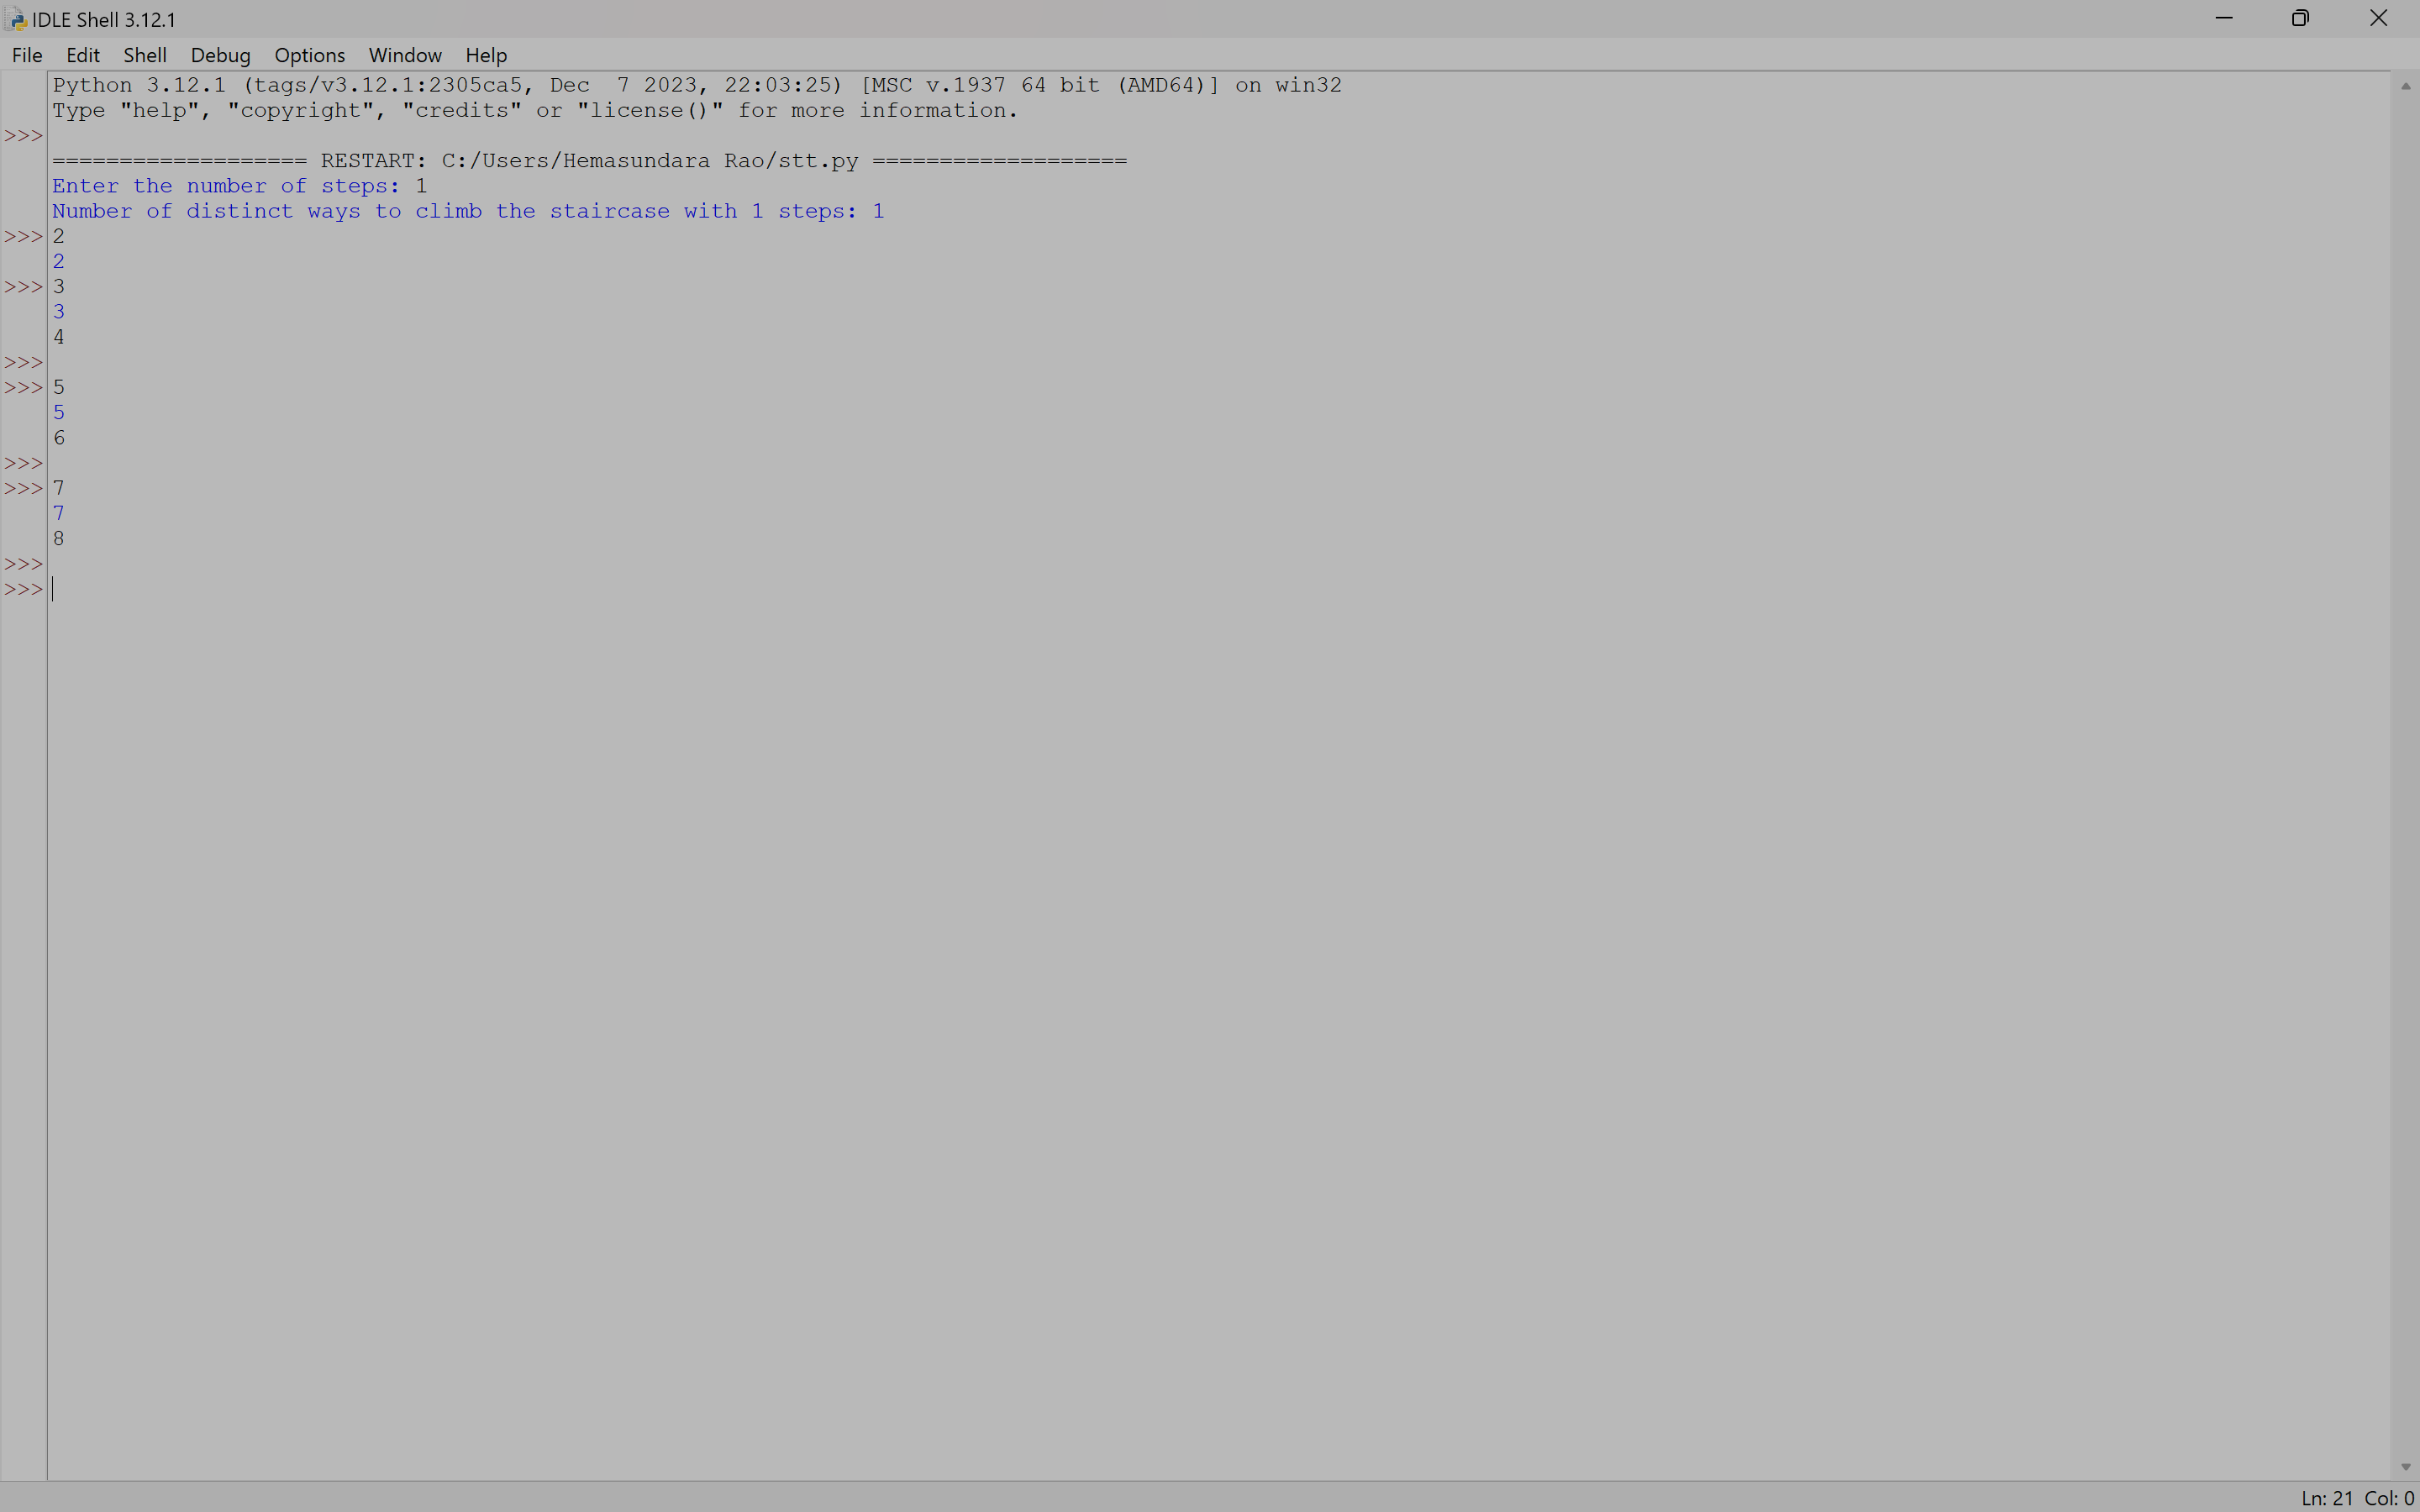 IDLE Shell 3.12.1
File Edit Shell Debug Options Window Help
Python 3.12.1 (tags/v3.12.1:2305ca5, Dec  7 2023, 22:03:25) [MSC v.1937 64 bit (AMD64)] on win32
Type "help", "copyright", "credits" or "license()" for more information.
>>>
=================== RESTART: C:/Users/Hemasundara Rao/stt.py ===================
Enter the number of steps: 1
Number of distinct ways to climb the staircase with 1 steps: 1
>>> 2
2
>>> 3
3
4
>>>
>>> 5
5
6
>>>
>>> 7
7
8
>>>
>>>
Ln: 21 Col: 0